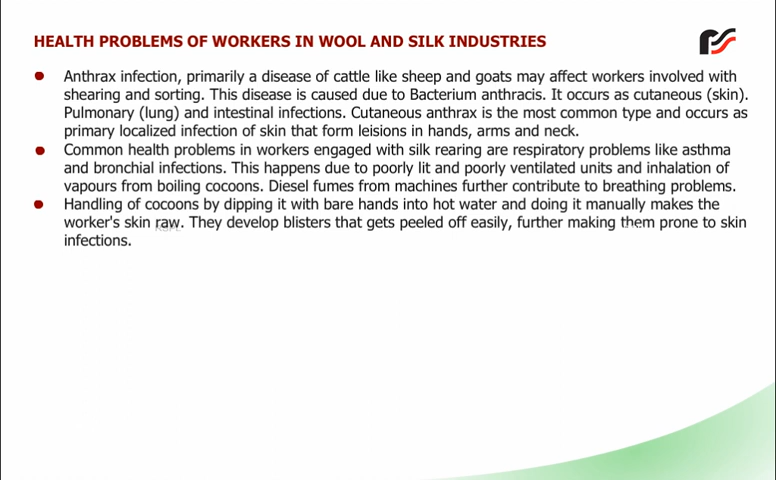 HEALTH PROBLEMS OF WORKERS IN WOOL AND SILK INDUSTRIES
Anthrax infection, primarily a disease of cattle like sheep and goats may affect workers involved with
shearing and sorting. This disease is caused due to Bacterium anthracis. It occurs as cutaneous (skin).
Pulmonary (lung) and intestinal infections. Cutaneous anthrax is the most common type and occurs as
primary localized infection of skin that form leisions in hands, arms and neck.
Common health problems in workers engaged with silk rearing are respiratory problems like asthma
and bronchial infections. This happens due to poorly lit and poorly ventilated units and inhalation of
vapours from boiling cocoons. Diesel fumes from machines further contribute to breathing problems.
Handling of cocoons by dipping it with bare hands into hot water and doing it manually makes the
worker's skin raw. They develop blisters that gets peeled off easily, further making them prone to skin
infections.